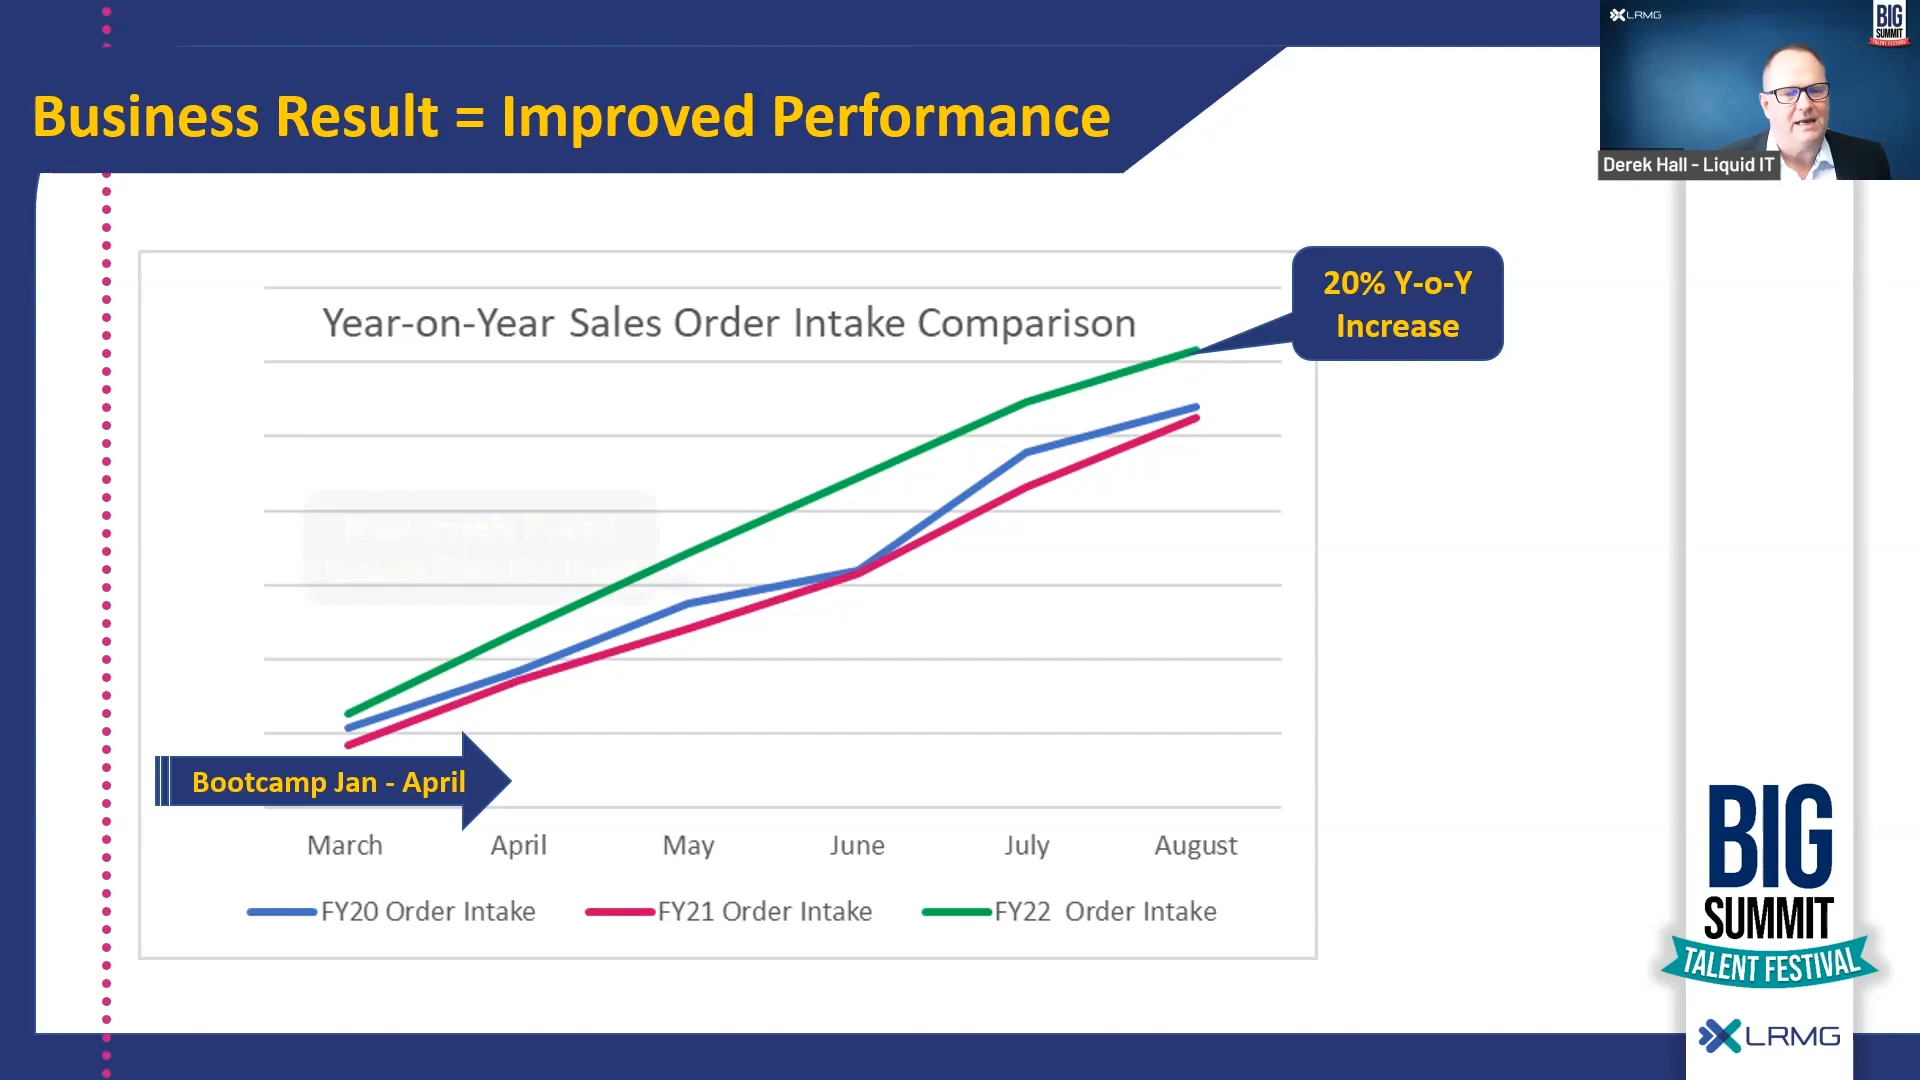 LRMG
BIG
SUMMIT
TALENT FESTIVAL
Derek Hall - Liquid IT
Business Result = Improved Performance
20% Y-o-Y
Increase
Year-on-Year Sales Order Intake Comparison
Bootcamp Jan - April
March April May June July August
FY20 Order Intake FY21 Order Intake FY22 Order Intake
BIG
SUMMIT
TALENT FESTIVAL
LRMG